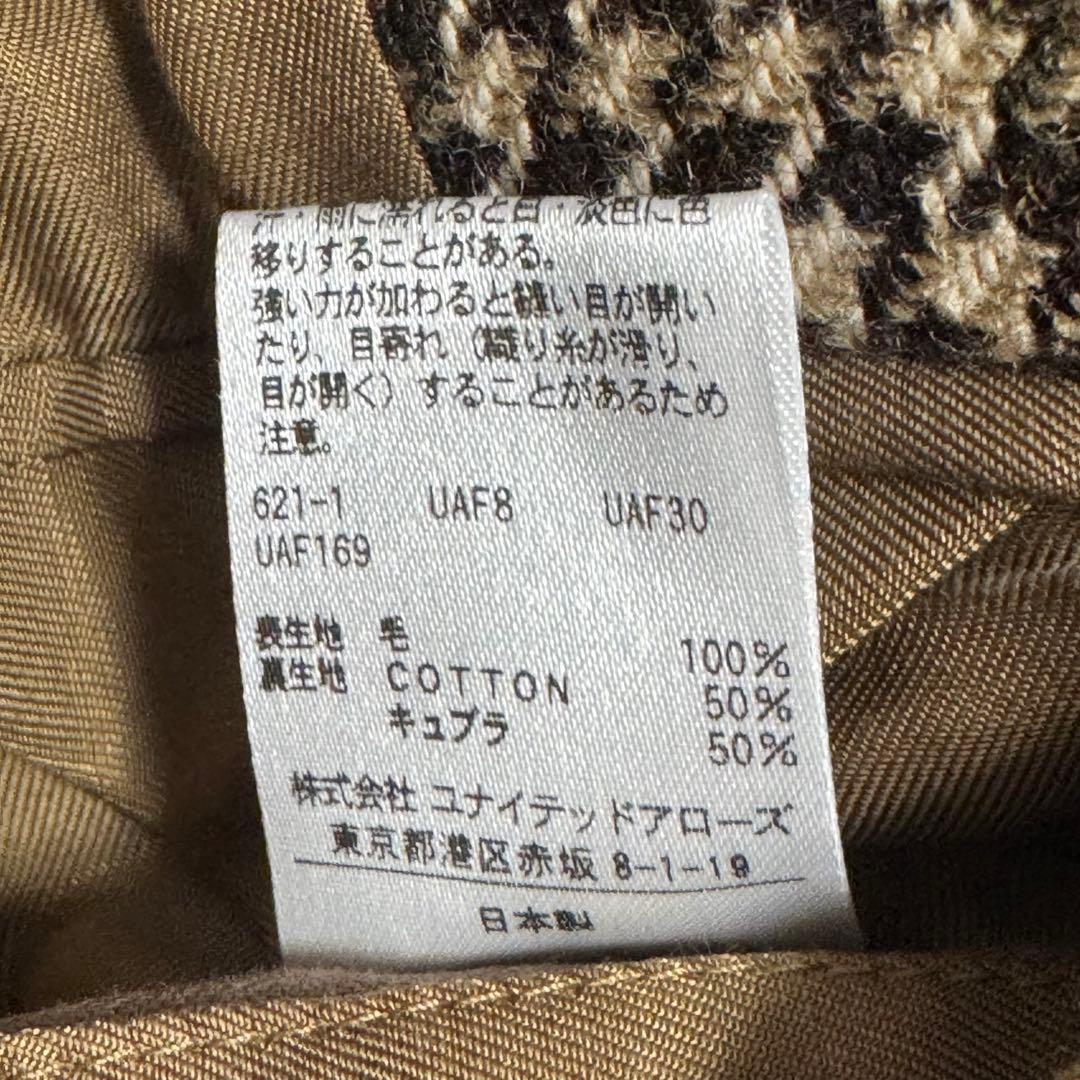 汗・雨に濡れると白・淡色に色
移りすることがある。
強い力が加わると縫い目が開い
たり、目寄れ（織り糸が滑り、
目が開く）することがあるため
注意。
621-1 UAF8 UAF30
UAF169
表生地 毛 100%
裏生地 COTTON 50%
キュプラ 50%
株式会社 ユナイテッドアローズ
東京都港区赤坂 8-1-19
日本製